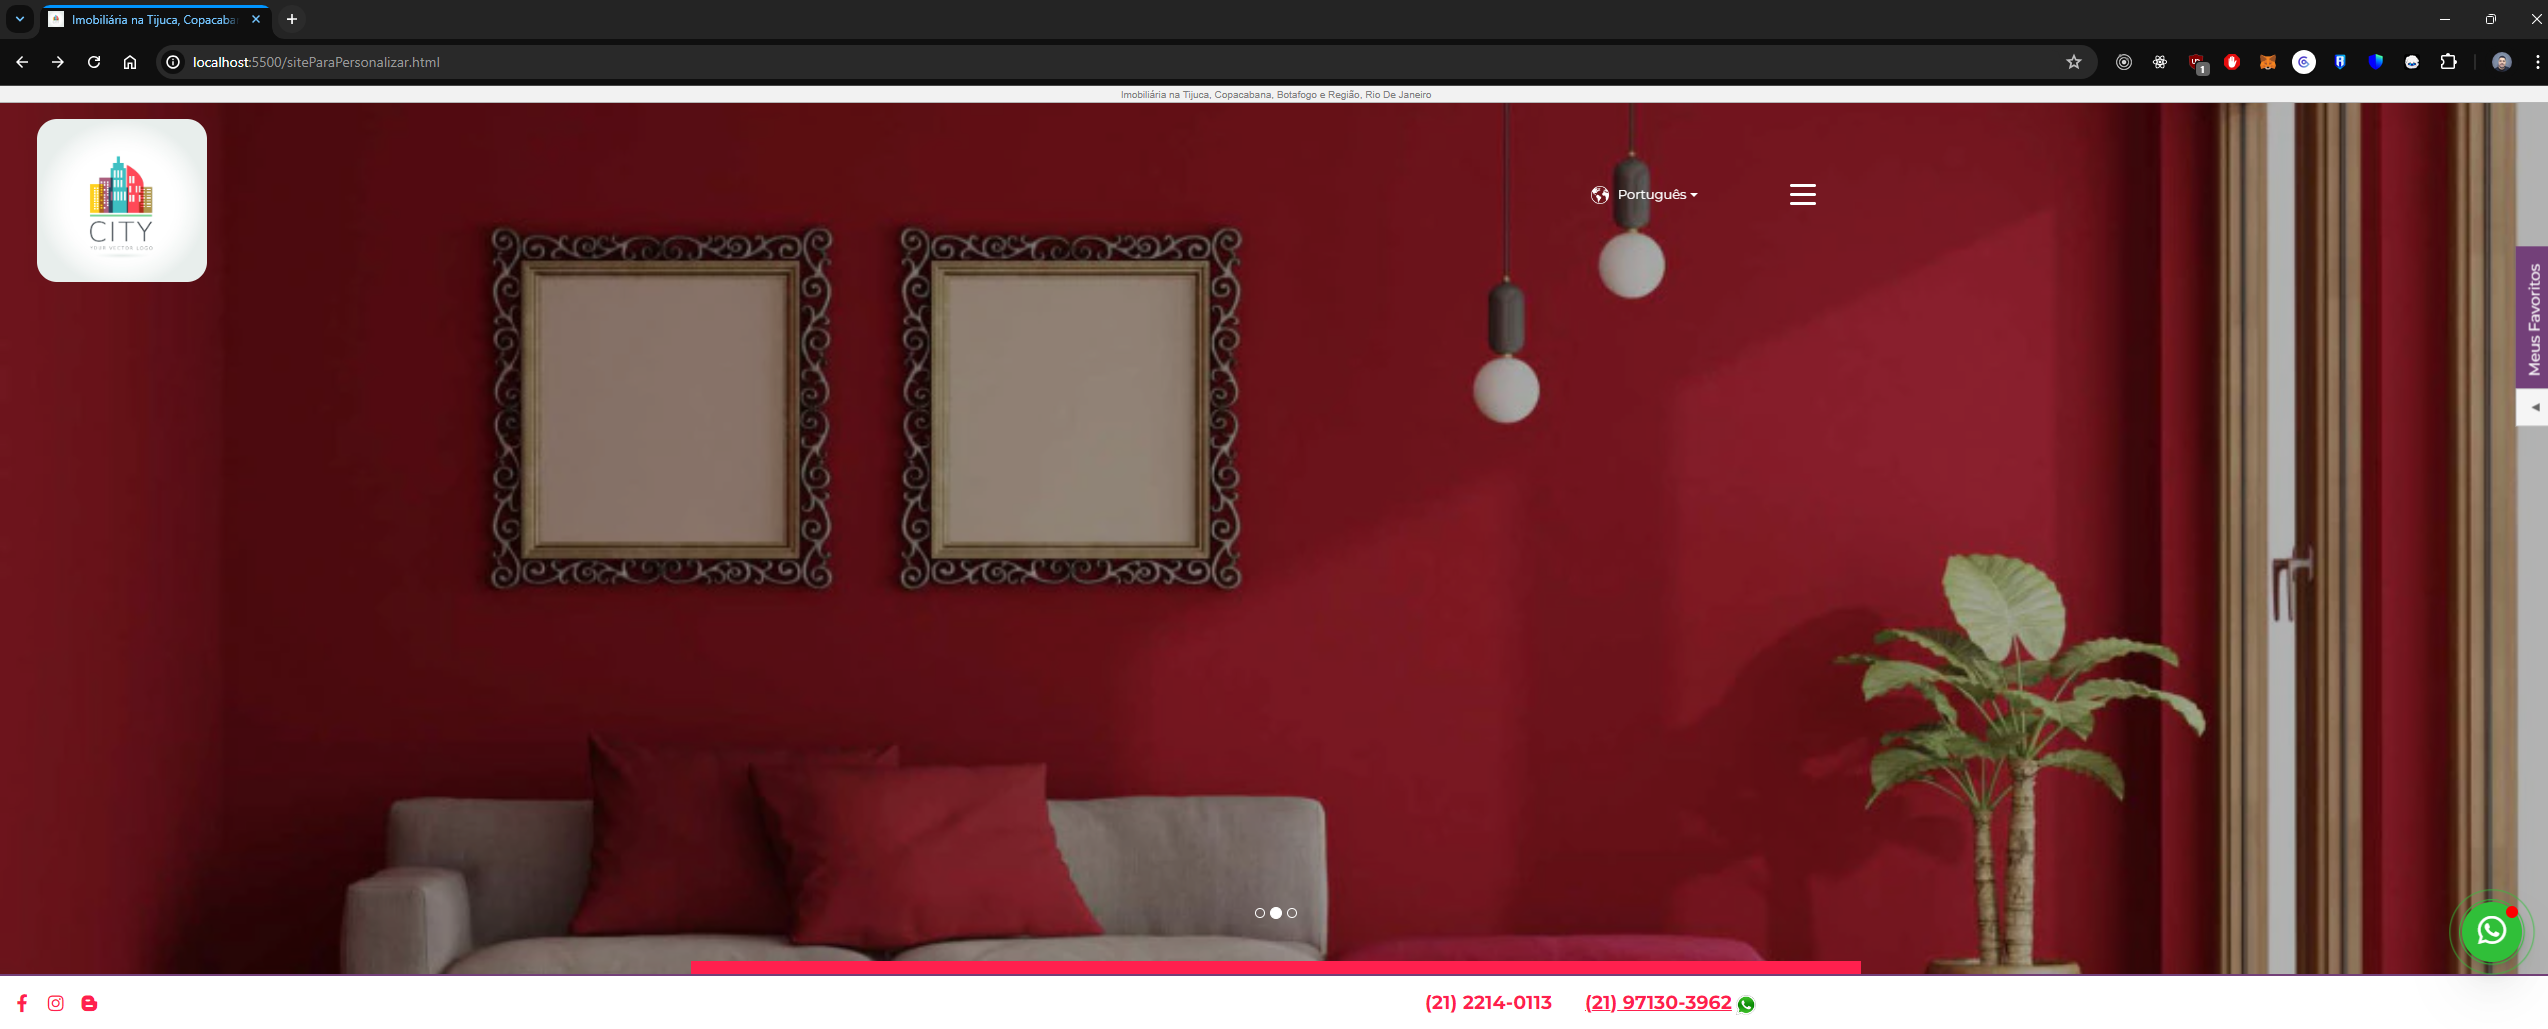 Imobiliária na Tijuca, Copacaba
localhost:5500/siteParaPersonalizar.html
1
Imobiliária na Tijuca, Copacabana, Botafogo e Região, Rio De Janeiro
CITY
YOUR VECTOR LOGO
Português
Meus Favoritos
(21) 2214-0113 (21) 97130-3962